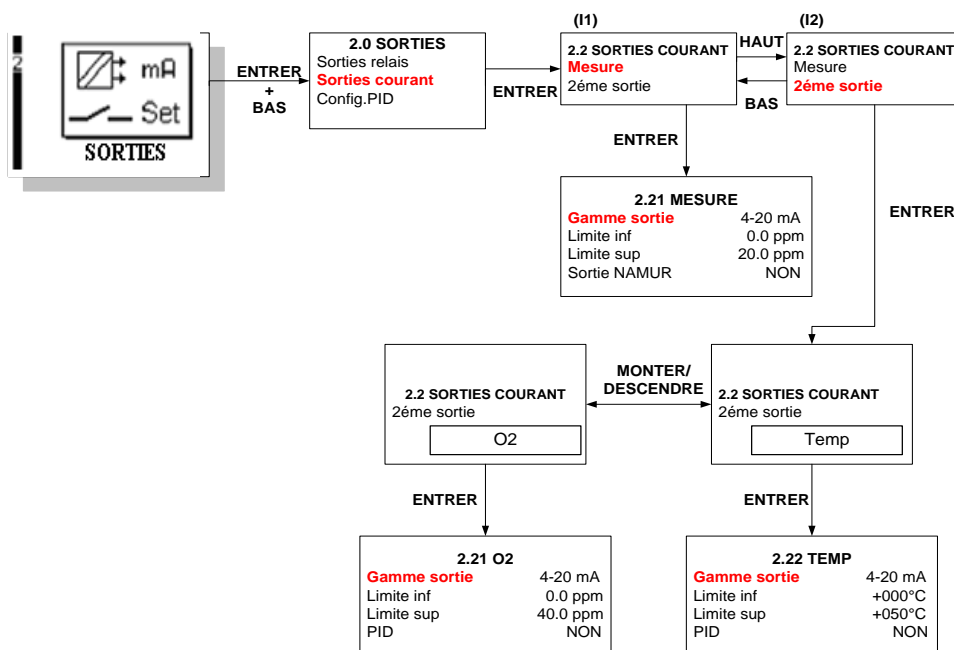 2
mA
Set
SORTIES
ENTRER
+
BAS
2.0 SORTIES
Sorties relais
Sorties courant
Config.PID
ENTRER
(I1)
2.2 SORTIES COURANT
Mesure
2éme sortie
HAUT
BAS
(I2)
2.2 SORTIES COURANT
Mesure
2éme sortie
ENTRER
2.21 MESURE
Gamme sortie 4-20 mA
Limite inf 0.0 ppm
Limite sup 20.0 ppm
Sortie NAMUR NON
ENTRER
2.2 SORTIES COURANT
2éme sortie
O2
MONTER/
DESCENDRE
2.2 SORTIES COURANT
2éme sortie
Temp
ENTRER
ENTRER
2.21 O2
Gamme sortie 4-20 mA
Limite inf 0.0 ppm
Limite sup 40.0 ppm
PID NON
2.22 TEMP
Gamme sortie 4-20 mA
Limite inf +000°C
Limite sup +050°C
PID NON